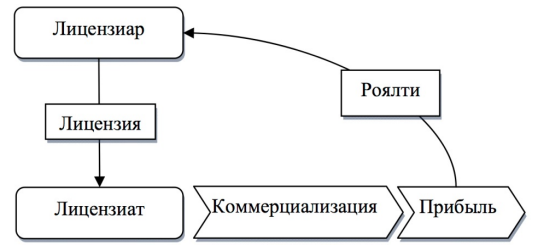 Лицензиар
Роялти
Лицензия
Лицензиат
Коммерциализация
Прибыль